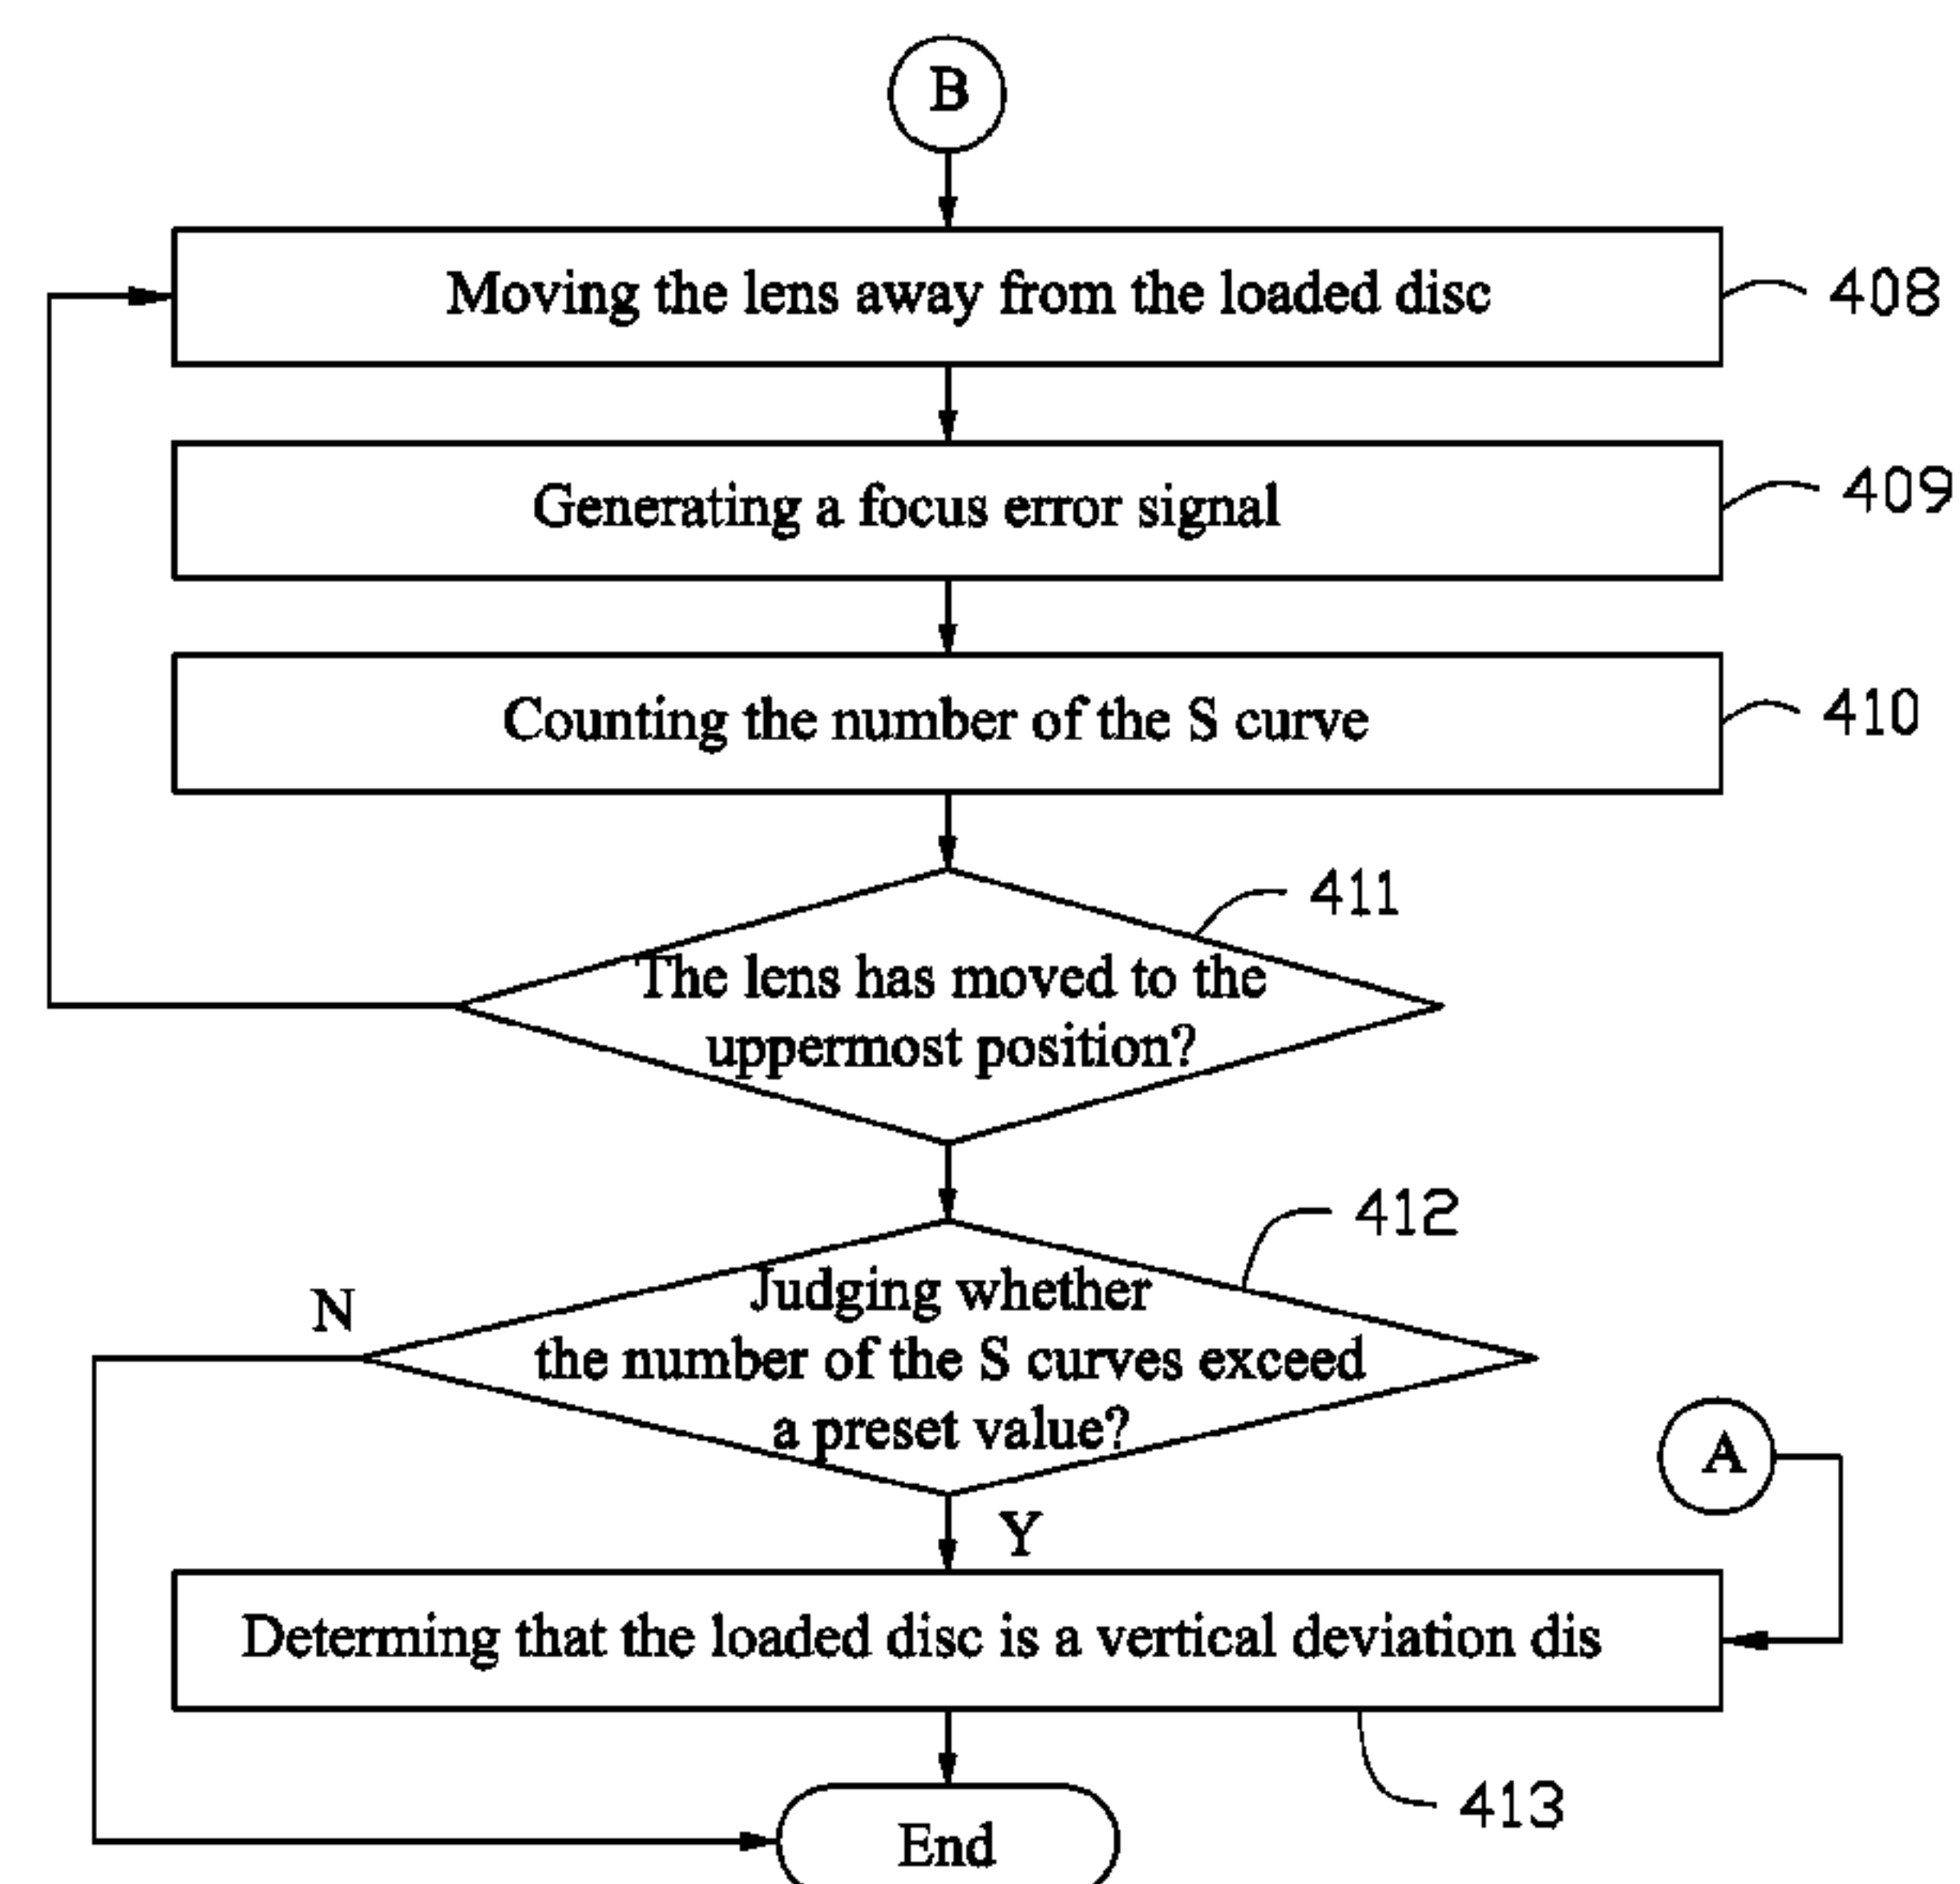 B
Moving the lens away from the loaded disc
408
Generating a focus error signal
409
Counting the number of the S curve
410
411
The lens has moved to the
uppermost position?
412
N
Judging whether
the number of the S curves exceed
a preset value?
A
Y
Determing that the loaded disc is a vertical deviation dis
413
End